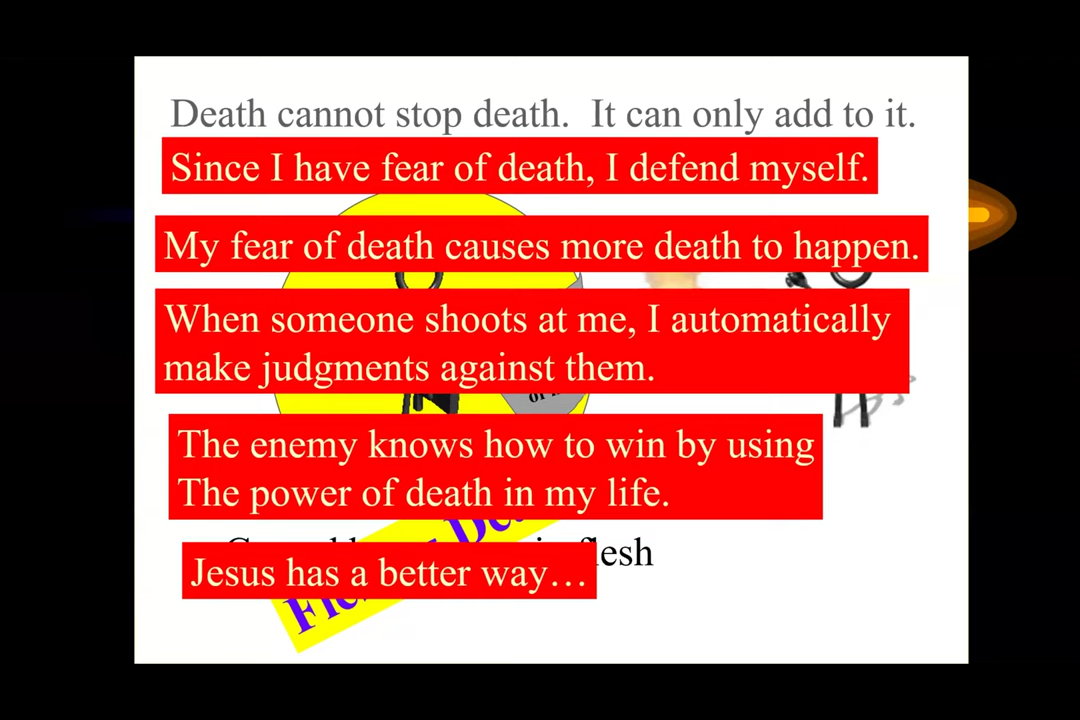 Death cannot stop death. It can only add to it.
Since I have fear of death, I defend myself.
My fear of death causes more death to happen.
When someone shoots at me, I automatically
make judgments against them.
The enemy knows how to win by using
The power of death in my life.
flesh
Jesus has a better way…